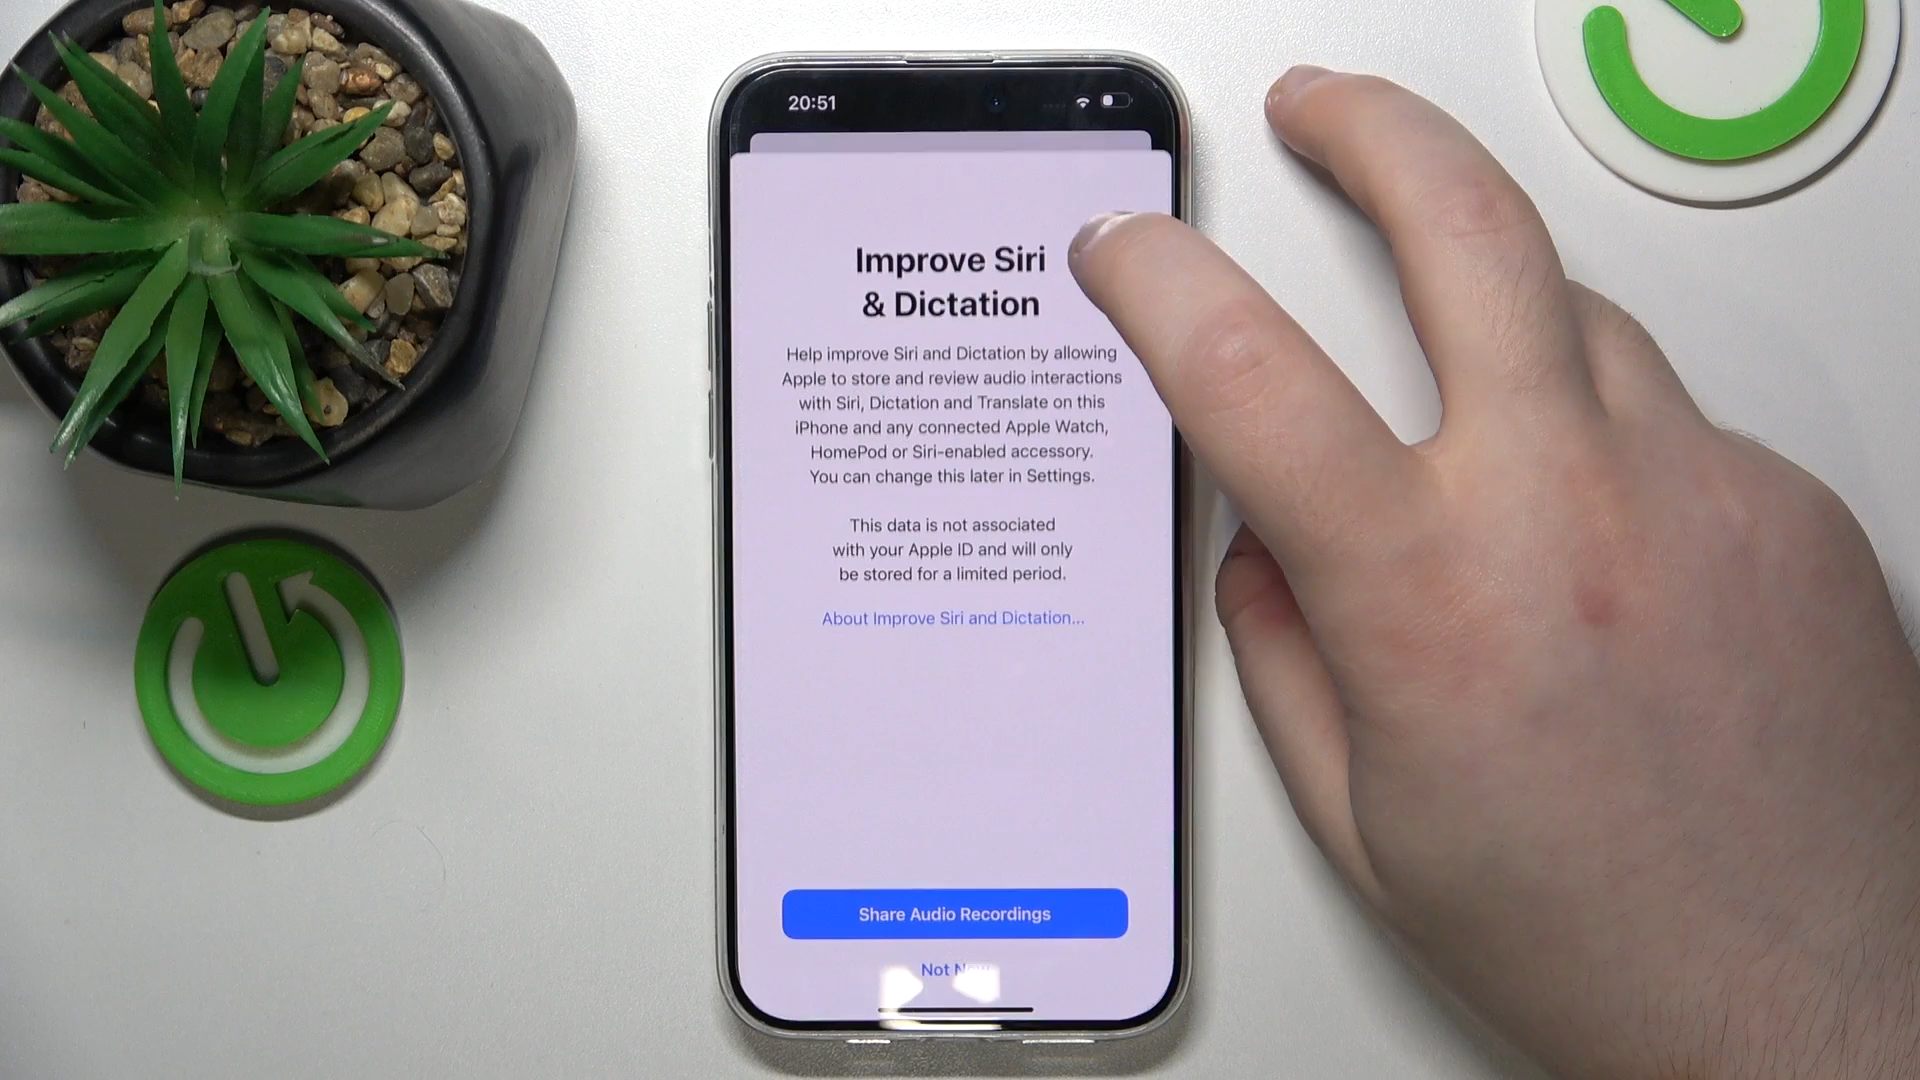 20:51
Improve Siri
& Dictation
Help improve Siri and Dictation by allowing
Apple to store and review audio interactions
with Siri, Dictation and Translate on this
iPhone and any connected Apple Watch,
HomePod or Siri-enabled accessory.
You can change this later in Settings.
This data is not associated
with your Apple ID and will only
be stored for a limited period.
About Improve Siri and Dictation...
Share Audio Recordings
Not Now